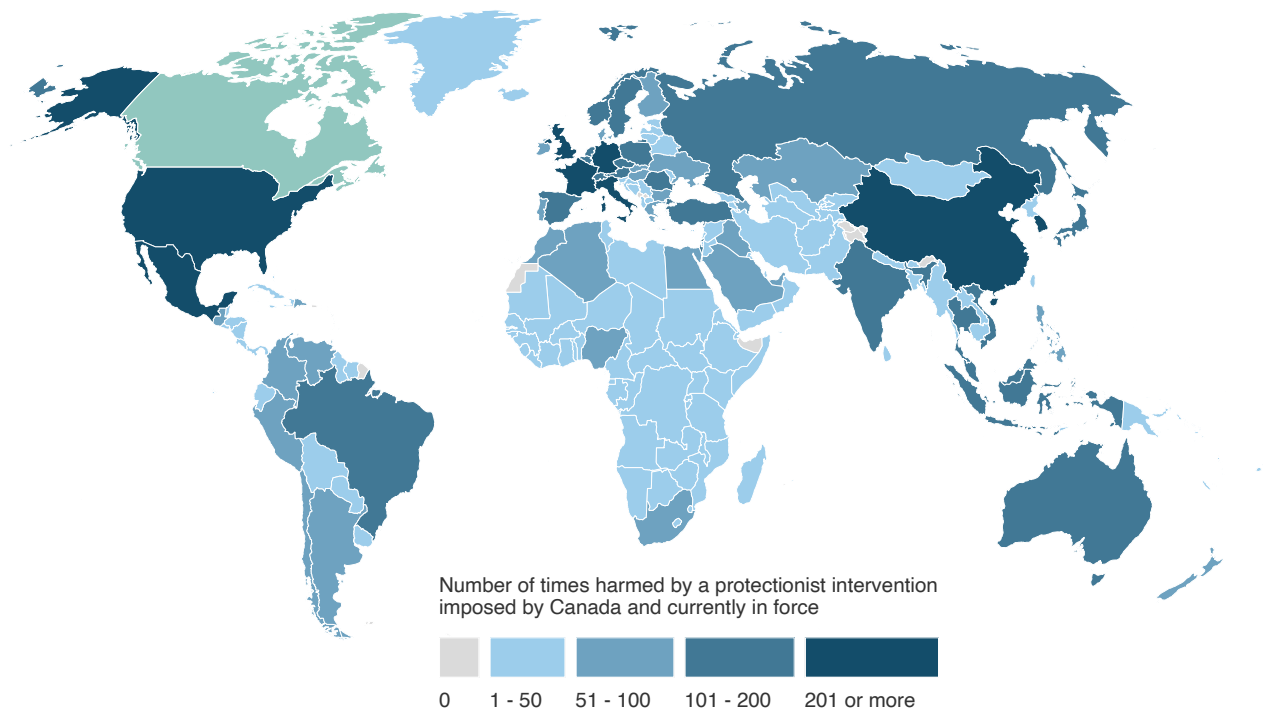 Number of times harmed by a protectionist intervention
imposed by Canada and currently in force
0 1 - 50 51 - 100 101 - 200 201 or more